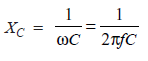 X_C = 1/ωC = 1/2πfC